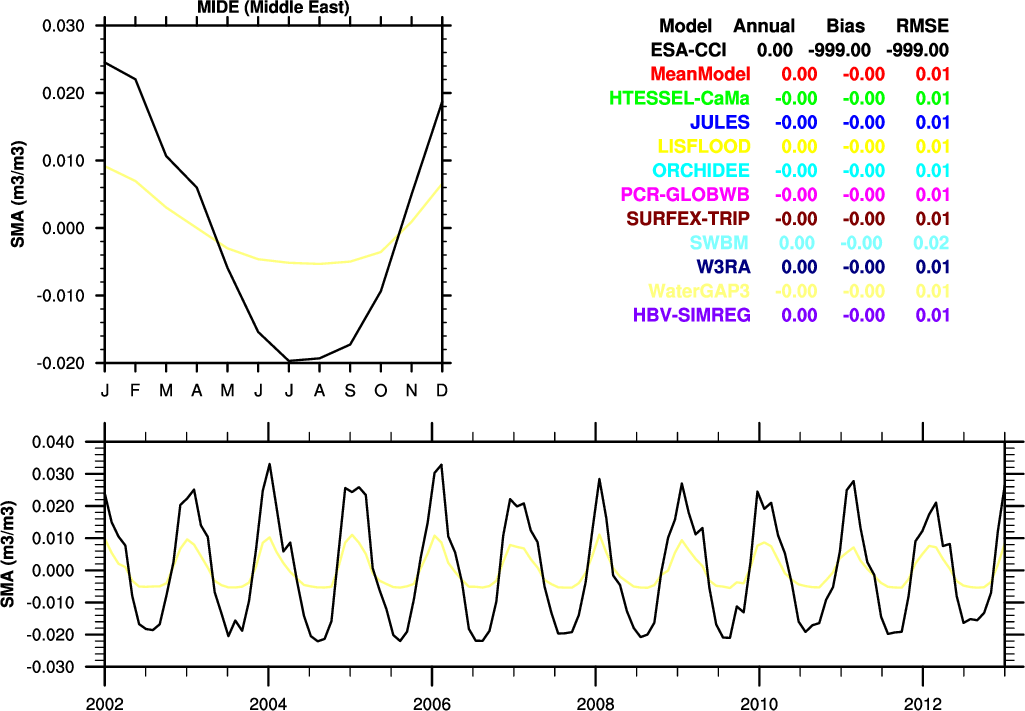 MIDE (Middle East)
0.030
0.020
0.010
0.000
-0.010
-0.020
SMA (m3/m3)
J F M A M J J A S O N D
Model Annual Bias RMSE
ESA-CCI 0.00 -999.00 -999.00
MeanModel 0.00 -0.00 0.01
HTESSEL-CaMa -0.00 -0.00 0.01
JULES -0.00 -0.00 0.01
LISFLOOD 0.00 -0.00 0.01
ORCHIDEE -0.00 -0.00 0.01
PCR-GLOBWB -0.00 -0.00 0.01
SURFEX-TRIP -0.00 -0.00 0.01
SWBM 0.00 -0.00 0.02
W3RA 0.00 -0.00 0.01
WaterGAP3 -0.00 -0.00 0.01
HBV-SIMREG 0.00 -0.00 0.01
0.040
0.030
0.020
0.010
0.000
-0.010
-0.020
-0.030
SMA (m3/m3)
2002 2004 2006 2008 2010 2012